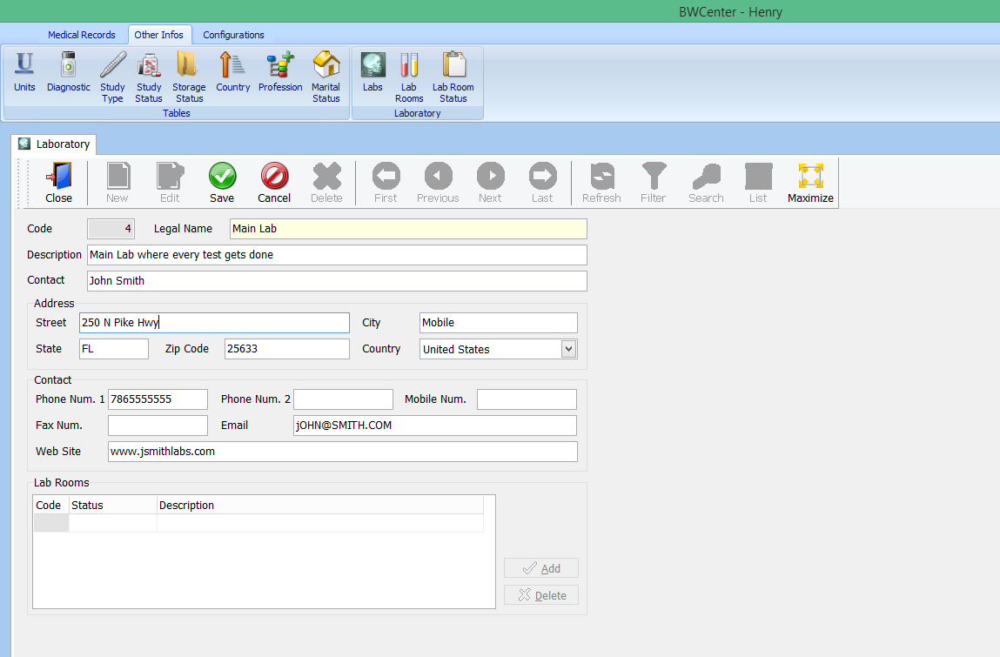 BWCenter - Henry
Medical Records Other Infos Configurations
U
Units Diagnostic Study Type Study Status Storage Status Country Profession Marital Status Labs Lab Rooms Lab Room Status
Tables Laboratory
Laboratory
Close New Edit Save Cancel Delete First Previous Next Last Refresh Filter Search List Maximize
Code 4 Legal Name Main Lab
Description Main Lab where every test gets done
Contact John Smith
Address
Street 250 N Pike Hwy City Mobile
State FL Zip Code 25633 Country United States
Contact
Phone Num. 1 7865555555 Phone Num. 2 Mobile Num.
Fax Num. Email jOHN@SMITH.COM
Web Site www.jsmithlabs.com
Lab Rooms
Code Status Description
Add
Delete